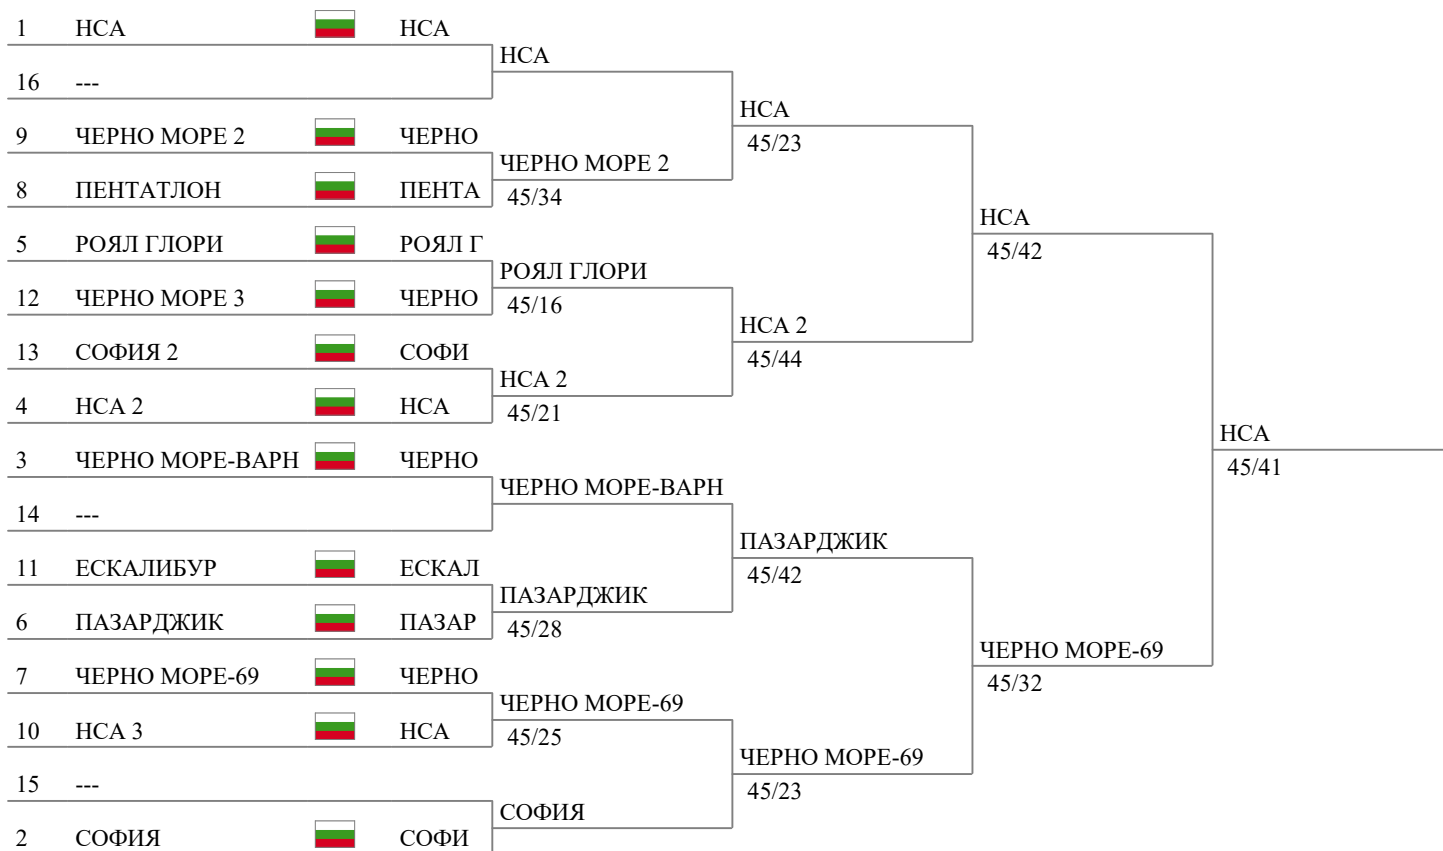 1 НСА НСА
НСА
16 ---
НСА
45/23
9 ЧЕРНО МОРЕ 2 ЧЕРНО
ЧЕРНО МОРЕ 2
45/34
8 ПЕНТАТЛОН ПЕНТА
НСА
45/42
5 РОЯЛ ГЛОРИ РОЯЛ Г
РОЯЛ ГЛОРИ
45/16
12 ЧЕРНО МОРЕ 3 ЧЕРНО
НСА 2
45/44
13 СОФИЯ 2 СОФИ
НСА 2
45/21
4 НСА 2 НСА
НСА
45/41
3 ЧЕРНО МОРЕ-ВАРН ЧЕРНО
ЧЕРНО МОРЕ-ВАРН
14 ---
ПАЗАРДЖИК
45/42
11 ЕСКАЛИБУР ЕСКАЛ
ПАЗАРДЖИК
45/28
6 ПАЗАРДЖИК ПАЗАР
ЧЕРНО МОРЕ-69
45/32
7 ЧЕРНО МОРЕ-69 ЧЕРНО
ЧЕРНО МОРЕ-69
45/25
10 НСА 3 НСА
ЧЕРНО МОРЕ-69
45/23
15 ---
СОФИЯ
2 СОФИЯ СОФИ